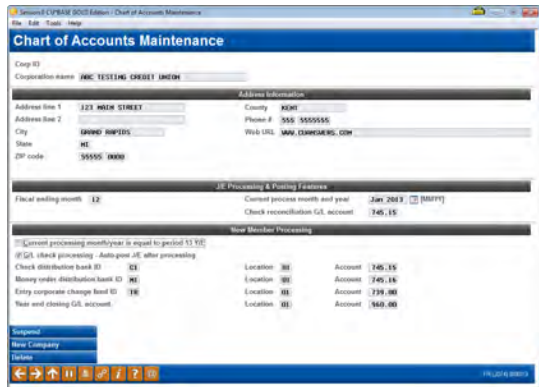 Session 0 CU*BASE GOLD Edition - Chart of Accounts Maintenance
File Edit Tools Help
Chart of Accounts Maintenance
Corp ID
Corporation name ABC TESTING CREDIT UNION
Address Information
Address line 1 123 MAIN STREET County KENT
Address line 2 Phone # 555 5555555
City GRAND RAPIDS Web URL WWW.CUANSWERS.COM
State MI
ZIP code 55555 0000
J/E Processing & Posting Features
Fiscal ending month 12 Current process month and year Jan 2013 [MMYY]
Check reconciliation G/L account 745.15
New Member Processing
Current processing month/year is equal to period 13 Y/E
G/L check processing - Auto-post J/E after processing
Check distribution bank ID CI Location 01 Account 745.15
Money order distribution bank ID MI Location 01 Account 745.16
Entry corporate change fund ID Location 01 Account 739.00
Year end closing G/L account Location 01 Account 960.00
Suspend
New Company
Delete